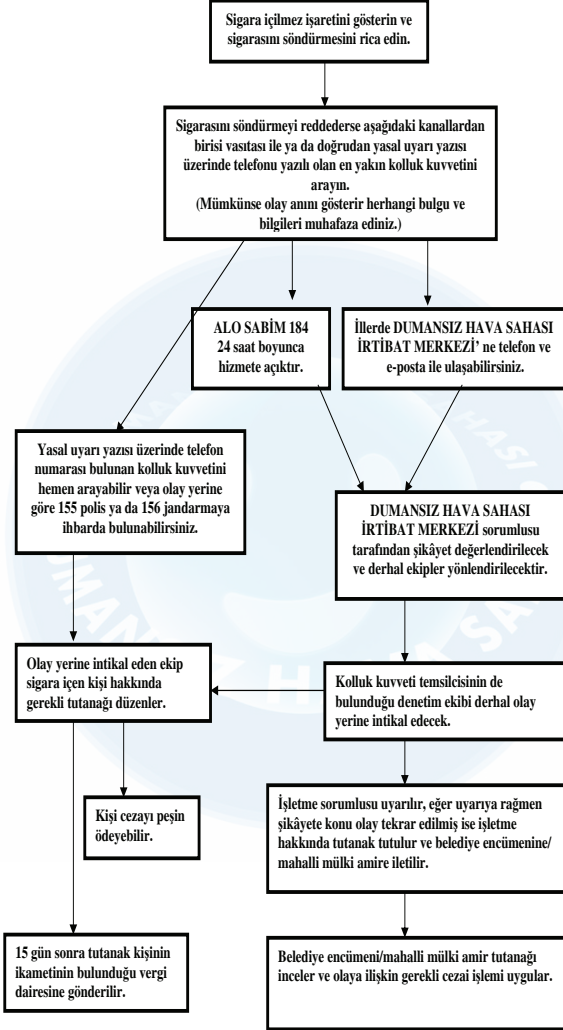 Sigara içilmez işaretini gösterin ve
sigarasını söndürmesini rica edin.
Sigarasını söndürmeyi reddederse aşağıdaki kanallardan
birisi vasıtası ile ya da doğrudan yasal uyarı yazısı
üzerinde telefonu yazılı olan en yakın kolluk kuvvetini
arayın.
(Mümkünse olay anını gösterir herhangi bulgu ve
bilgileri muhafaza ediniz.)
ALO SABİM 184
24 saat boyunca
hizmete açıktır.
İllerde DUMANSIZ HAVA SAHASI
İRTİBAT MERKEZİ' ne telefon ve
e-posta ile ulaşabilirsiniz.
Yasal uyarı yazısı üzerinde telefon
numarası bulunan kolluk kuvvetini
hemen arayabilir veya olay yerine
göre 155 polis ya da 156 jandarmaya
ihbarda bulunabilirsiniz.
DUMANSIZ HAVA SAHASI
İRTİBAT MERKEZİ sorumlusu
tarafından şikâyet değerlendirilecek
ve derhal ekipler yönlendirilecektir.
Olay yerine intikal eden ekip
sigara içen kişi hakkında
gerekli tutanağı düzenler.
Kolluk kuvveti temsilcisinin de
bulunduğu denetim ekibi derhal olay
yerine intikal edecek.
Kişi cezayı peşin
ödeyebilir.
İşletme sorumlusu uyarılır, eğer uyarıya rağmen
şikâyete konu olay tekrar edilmiş ise işletme
hakkında tutanak tutulur ve belediye encümenine/
mahalli mülki amire iletilir.
15 gün sonra tutanak kişinin
ikametinin bulunduğu vergi
dairesine gönderilir.
Belediye encümeni/mahalli mülki amir tutanağı
inceler ve olaya ilişkin gerekli cezai işlemi uygular.